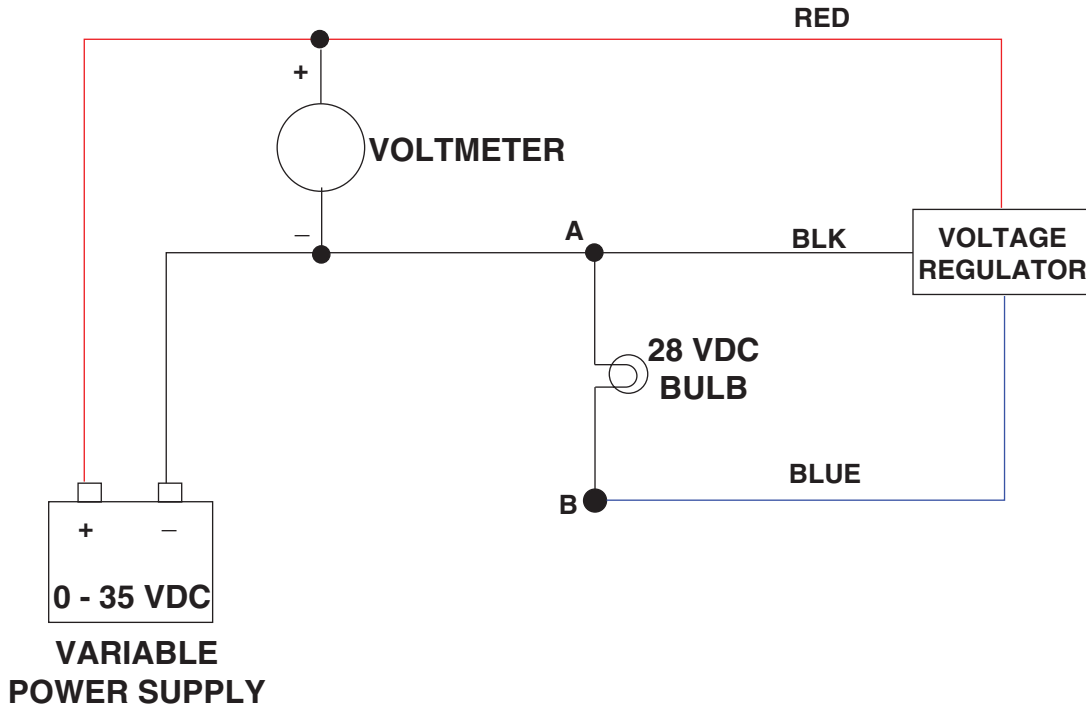 RED
+
VOLTMETER
–
A
BLK
VOLTAGE
REGULATOR
28 VDC
BULB
BLUE
B
+ –
0 - 35 VDC
VARIABLE
POWER SUPPLY